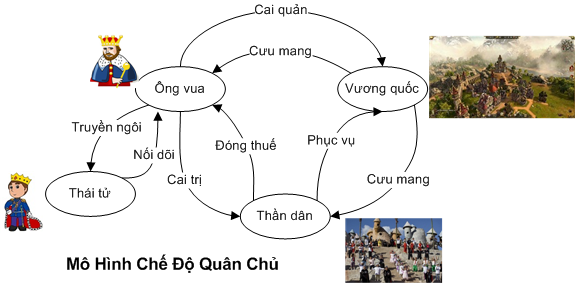 Cai quản
Cưu mang
Ông vua
Vương quốc
Truyền ngôi
Đóng thuế
Phục vụ
Nối dõi
Cai trị
Cưu mang
Thái tử
Thần dân
Mô Hình Chế Độ Quân Chủ